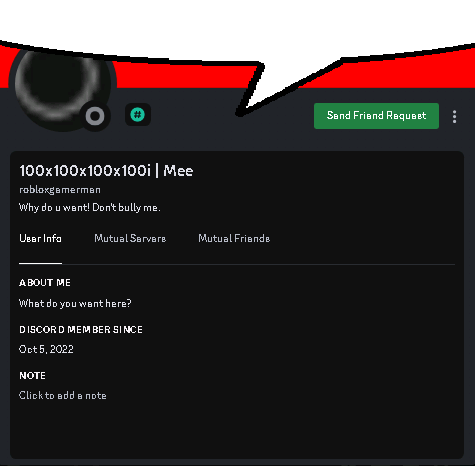 #
Send Friend Request
100x100x100x100i | Mee
robloxgamerman
Why do u want! Don't bully me.
User Info Mutual Servers Mutual Friends
ABOUT ME
What do you want here?
DISCORD MEMBER SINCE
Oct 5, 2022
NOTE
Click to add a note